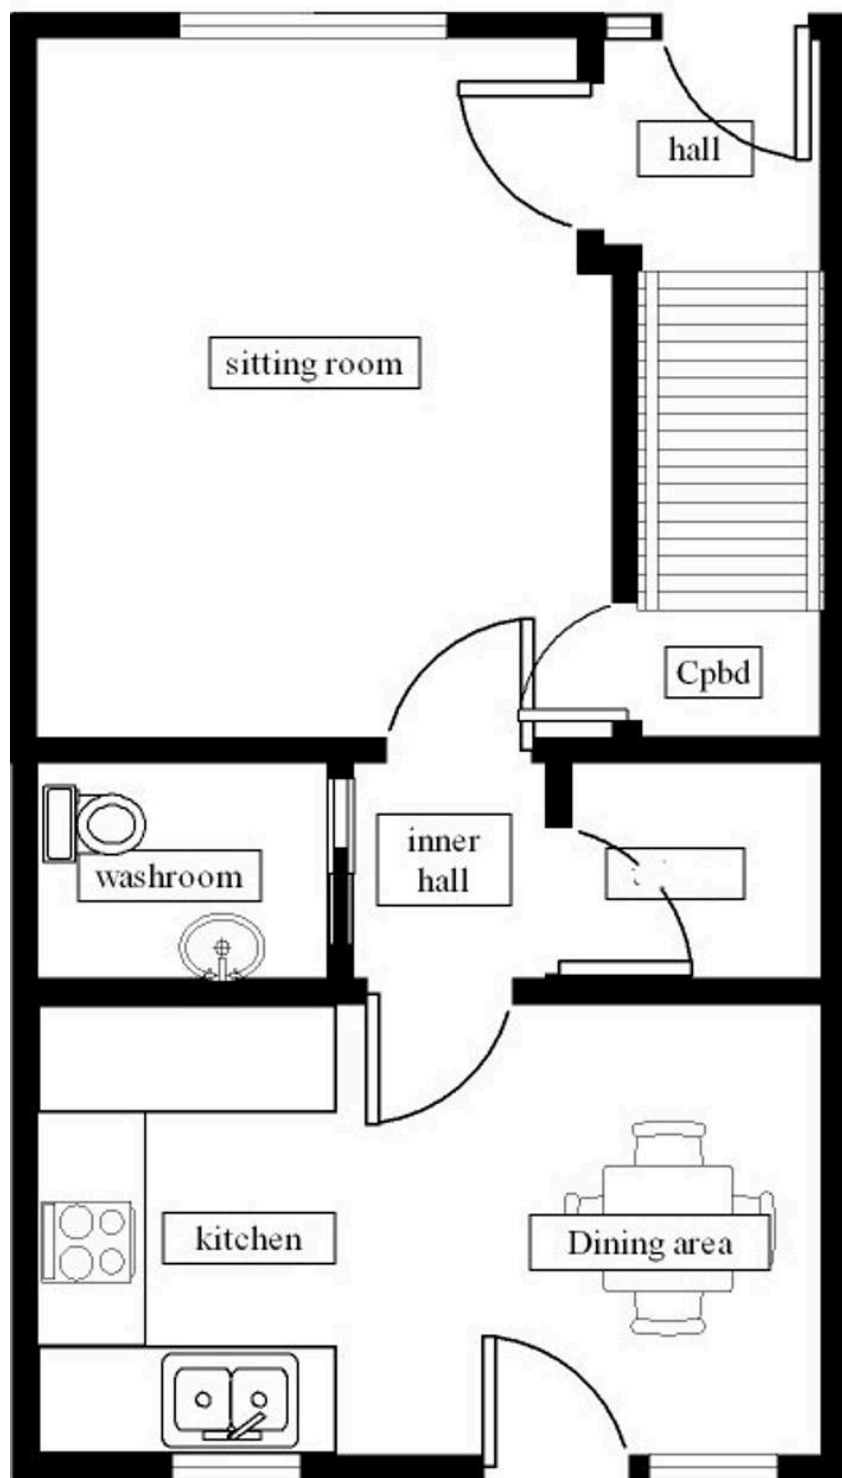 hall
sitting room
Cpbd
inner
hall
washroom
kitchen
Dining area